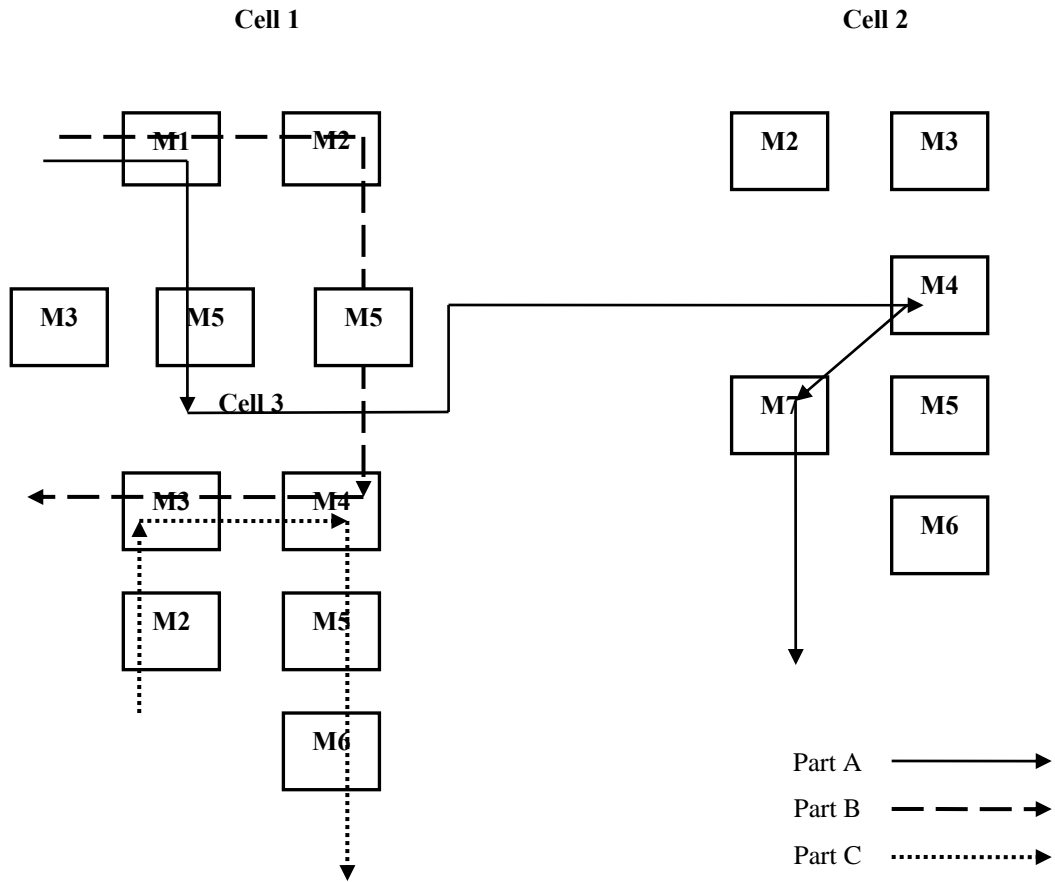 Cell 1 Cell 2
M1 M2 M2 M3
M4
M3 M5 M5
Cell 3 M7 M5
M3 M4
M6
M2 M5
M6
Part A
Part B
Part C